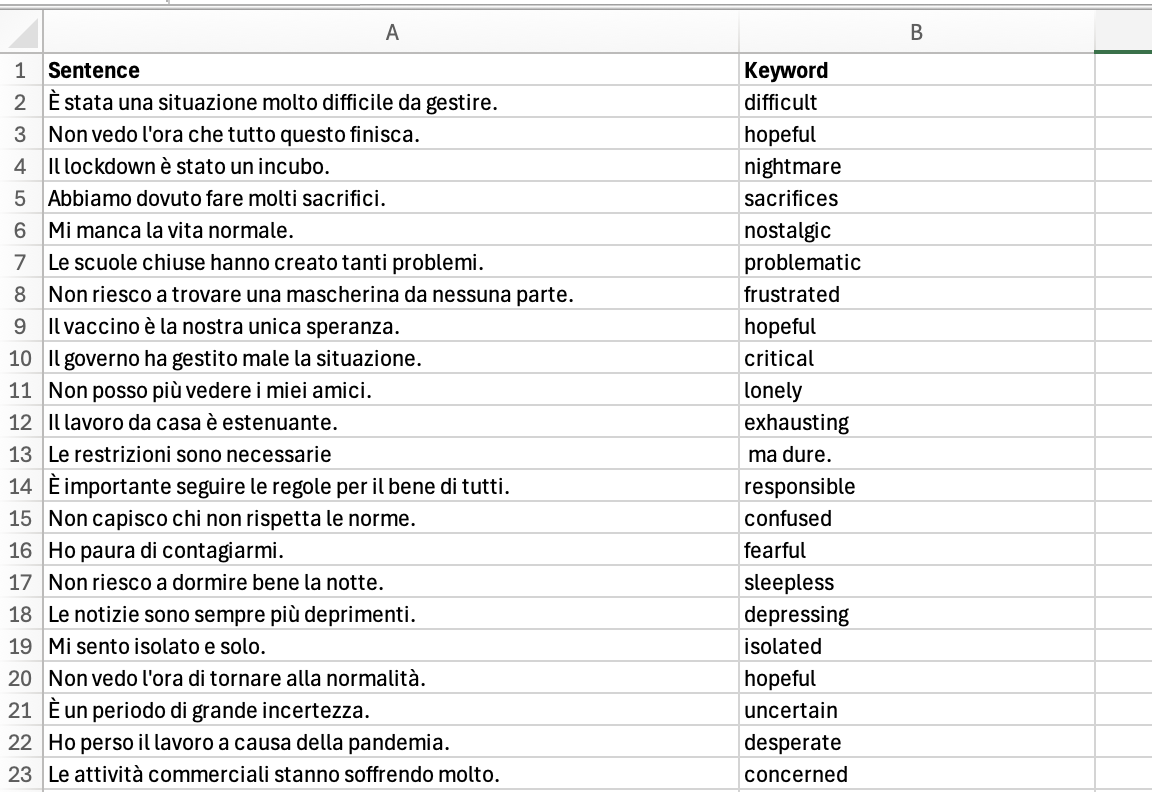 A B
1 Sentence Keyword
2 È stata una situazione molto difficile da gestire. difficult
3 Non vedo l'ora che tutto questo finisca. hopeful
4 Il lockdown è stato un incubo. nightmare
5 Abbiamo dovuto fare molti sacrifici. sacrifices
6 Mi manca la vita normale. nostalgic
7 Le scuole chiuse hanno creato tanti problemi. problematic
8 Non riesco a trovare una mascherina da nessuna parte. frustrated
9 Il vaccino è la nostra unica speranza. hopeful
10 Il governo ha gestito male la situazione. critical
11 Non posso più vedere i miei amici. lonely
12 Il lavoro da casa è estenuante. exhausting
13 Le restrizioni sono necessarie ma dure.
14 È importante seguire le regole per il bene di tutti. responsible
15 Non capisco chi non rispetta le norme. confused
16 Ho paura di contagiarmi. fearful
17 Non riesco a dormire bene la notte. sleepless
18 Le notizie sono sempre più deprimenti. depressing
19 Mi sento isolato e solo. isolated
20 Non vedo l'ora di tornare alla normalità. hopeful
21 È un periodo di grande incertezza. uncertain
22 Ho perso il lavoro a causa della pandemia. desperate
23 Le attività commerciali stanno soffrendo molto. concerned